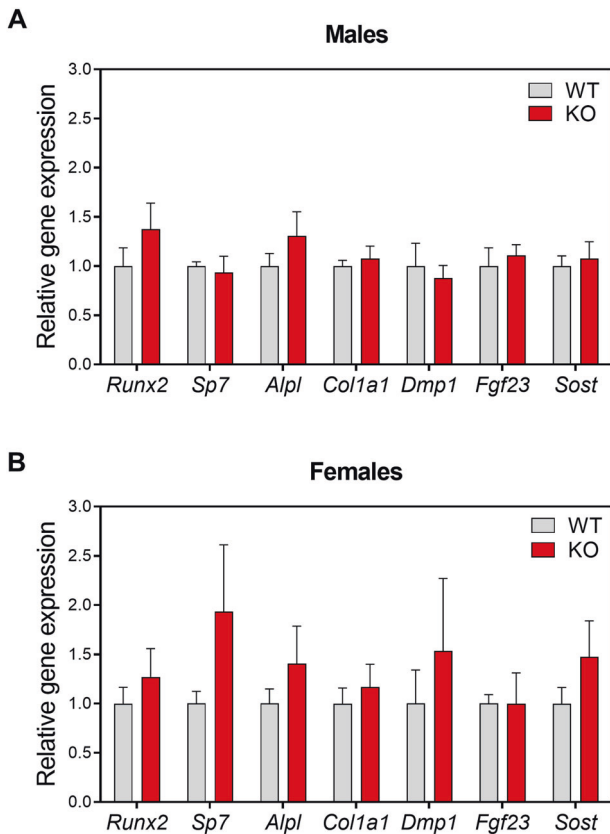 A
Males
3.0
2.5
2.0
1.5
1.0
0.5
0.0
Relative gene expression
WT
KO
Runx2 Sp7 Alpl Col1a1 Dmp1 Fgf23 Sost
B
Females
3.0
2.5
2.0
1.5
1.0
0.5
0.0
Relative gene expression
WT
KO
Runx2 Sp7 Alpl Col1a1 Dmp1 Fgf23 Sost